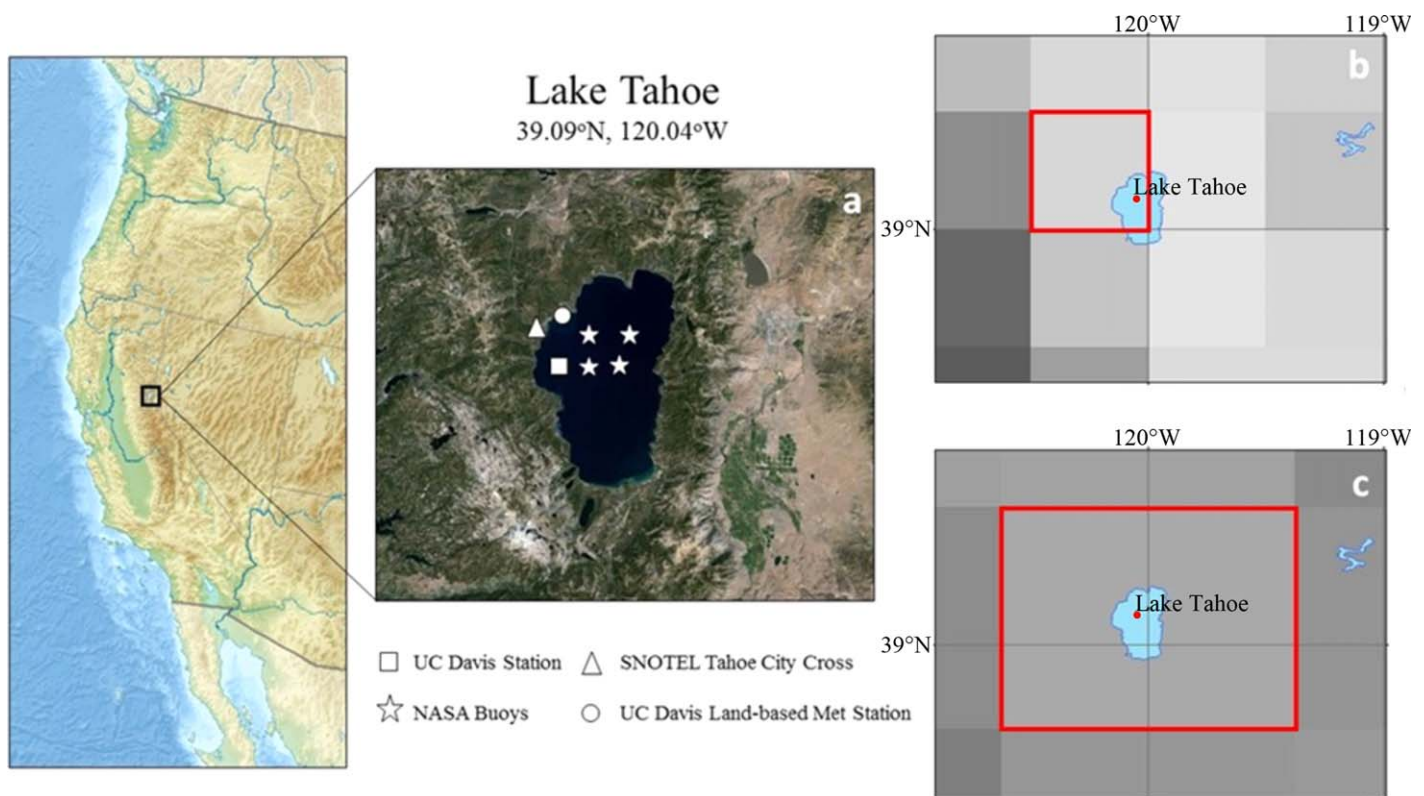 Lake Tahoe
39.09°N, 120.04°W
a
UC Davis Station
SNOTEL Tahoe City Cross
NASA Buoys
UC Davis Land-based Met Station
120°W
119°W
b
Lake Tahoe
39°N
120°W
119°W
c
Lake Tahoe
39°N